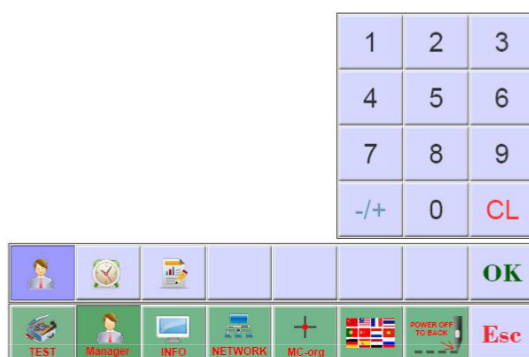 1 2 3
4 5 6
7 8 9
-/+ 0 CL
OK
TEST Manager INFO NETWORK MC-org POWER OFF TO BACK Esc